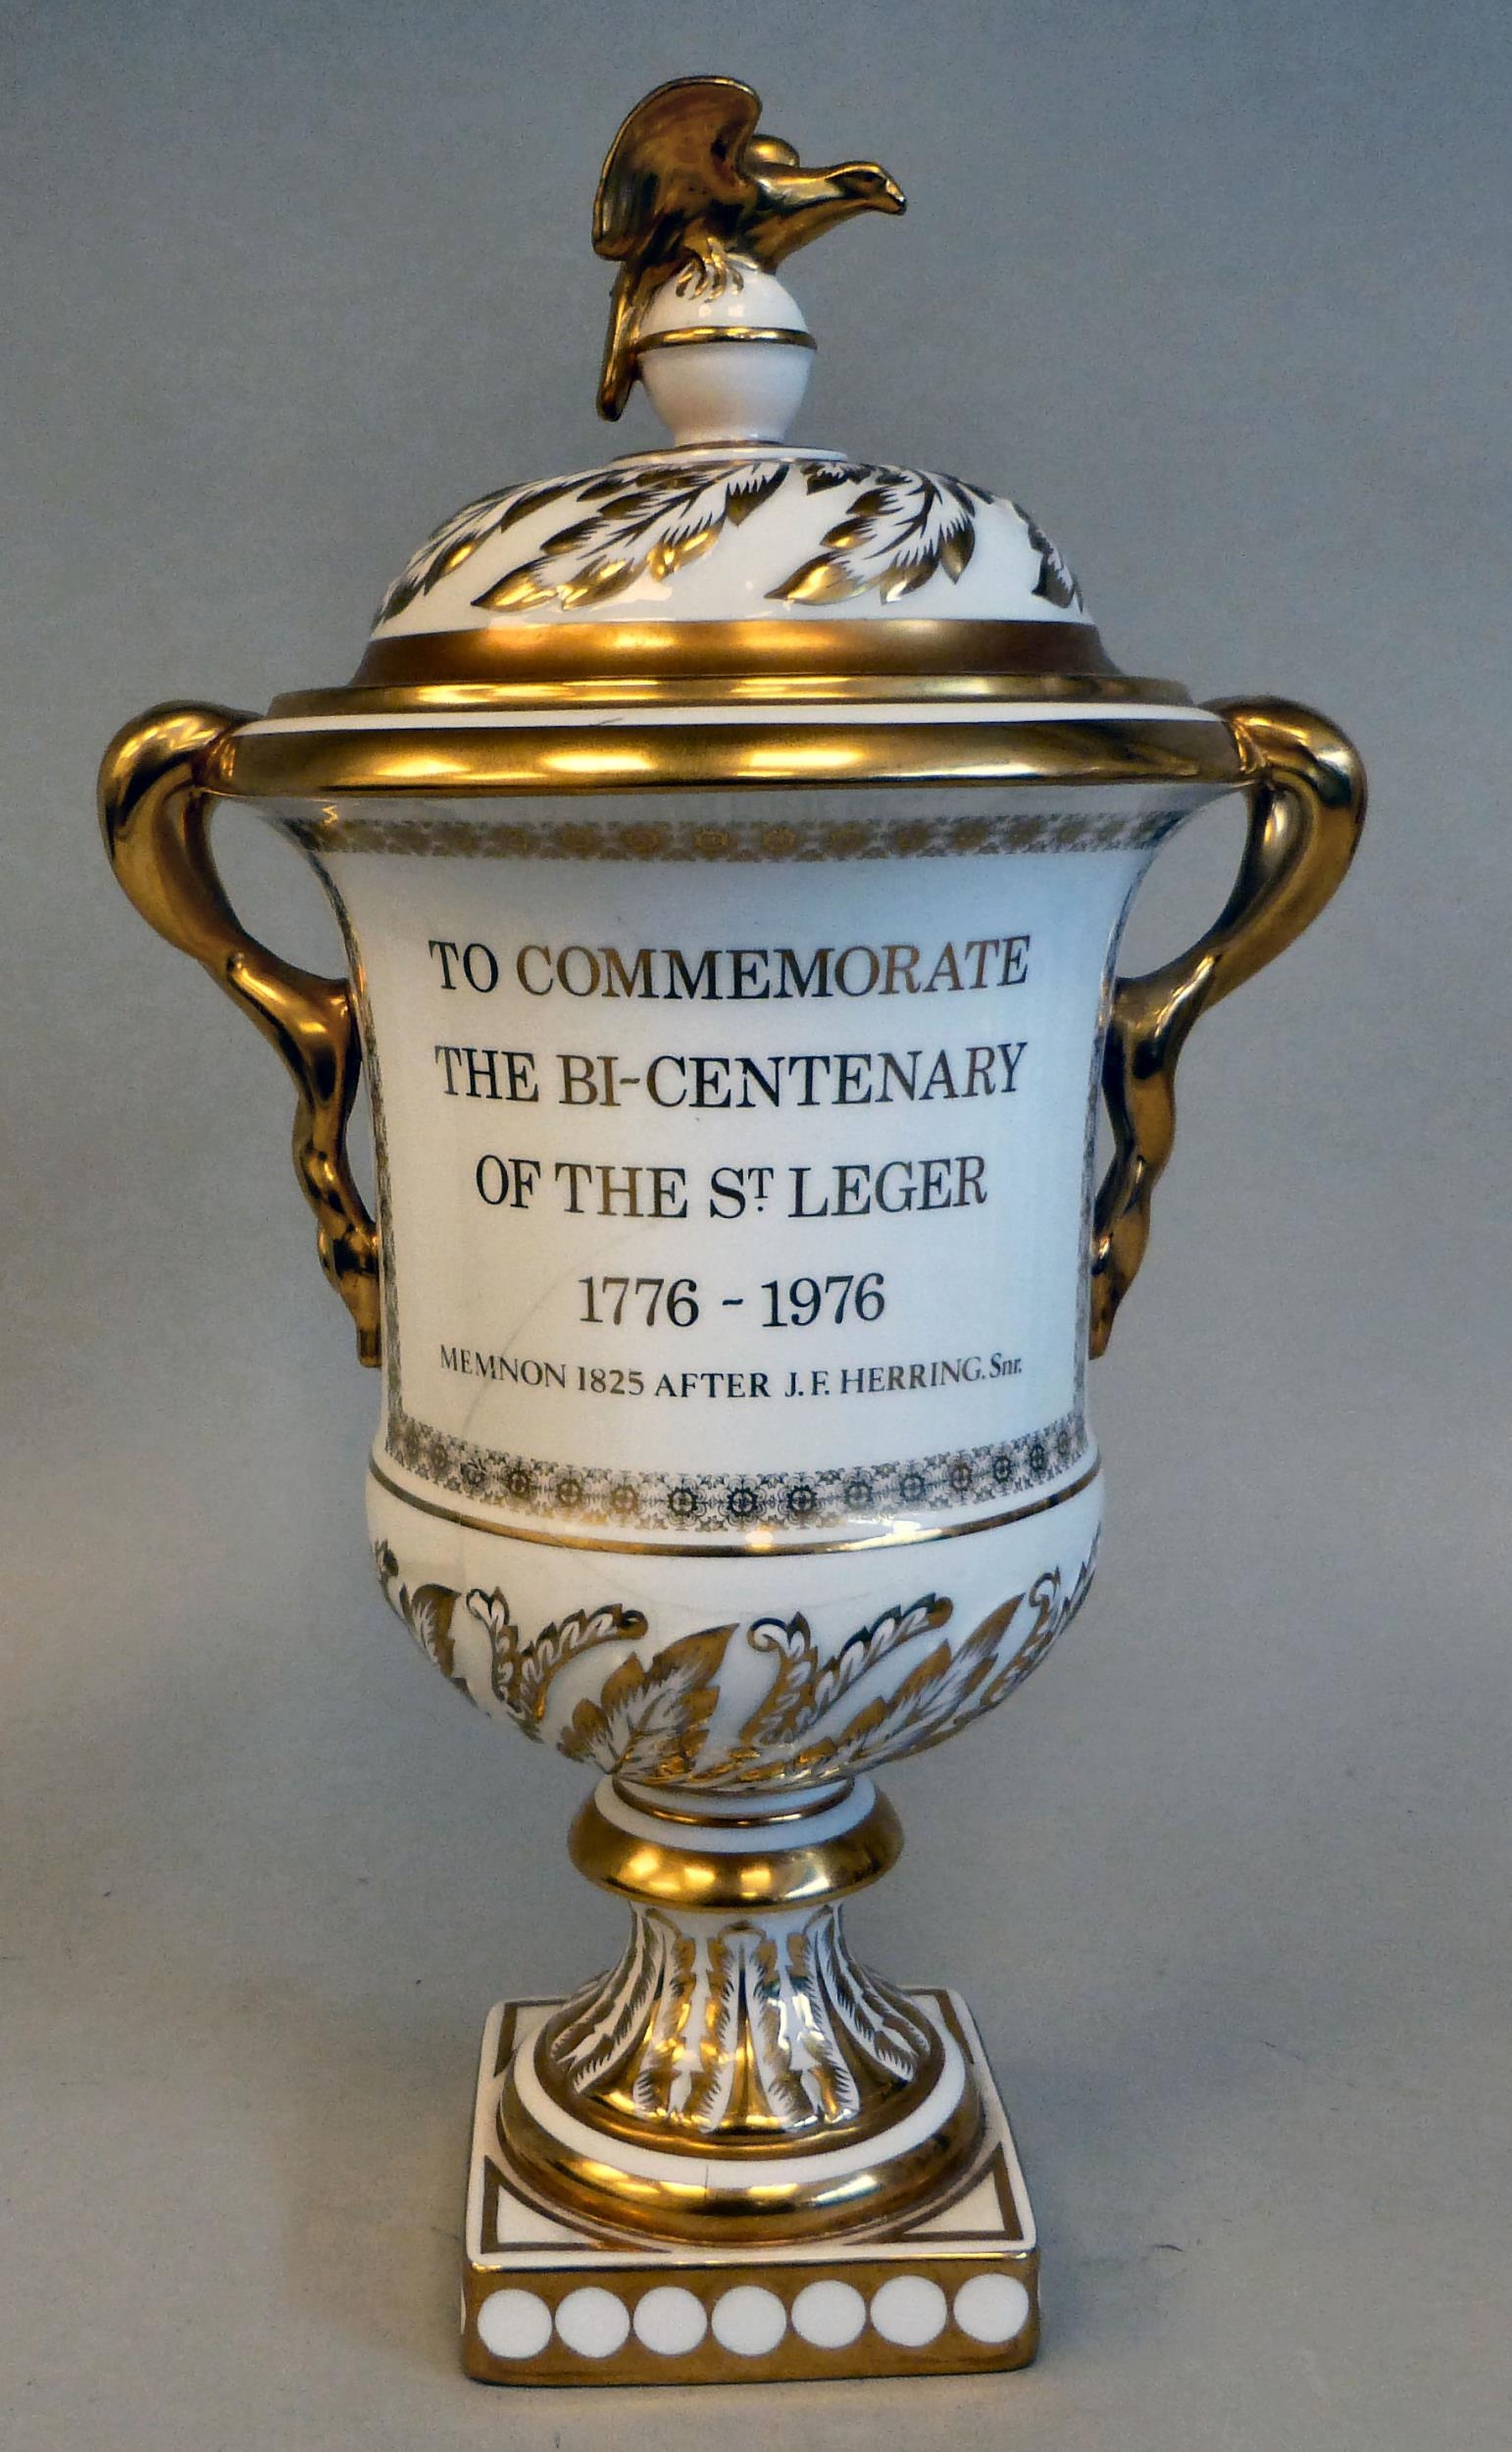 TO COMMEMORATE
THE BI-CENTENARY
OF THE ST. LEGER
1776 - 1976
MEMNON 1825 AFTER J. F. HERRING. Snr.